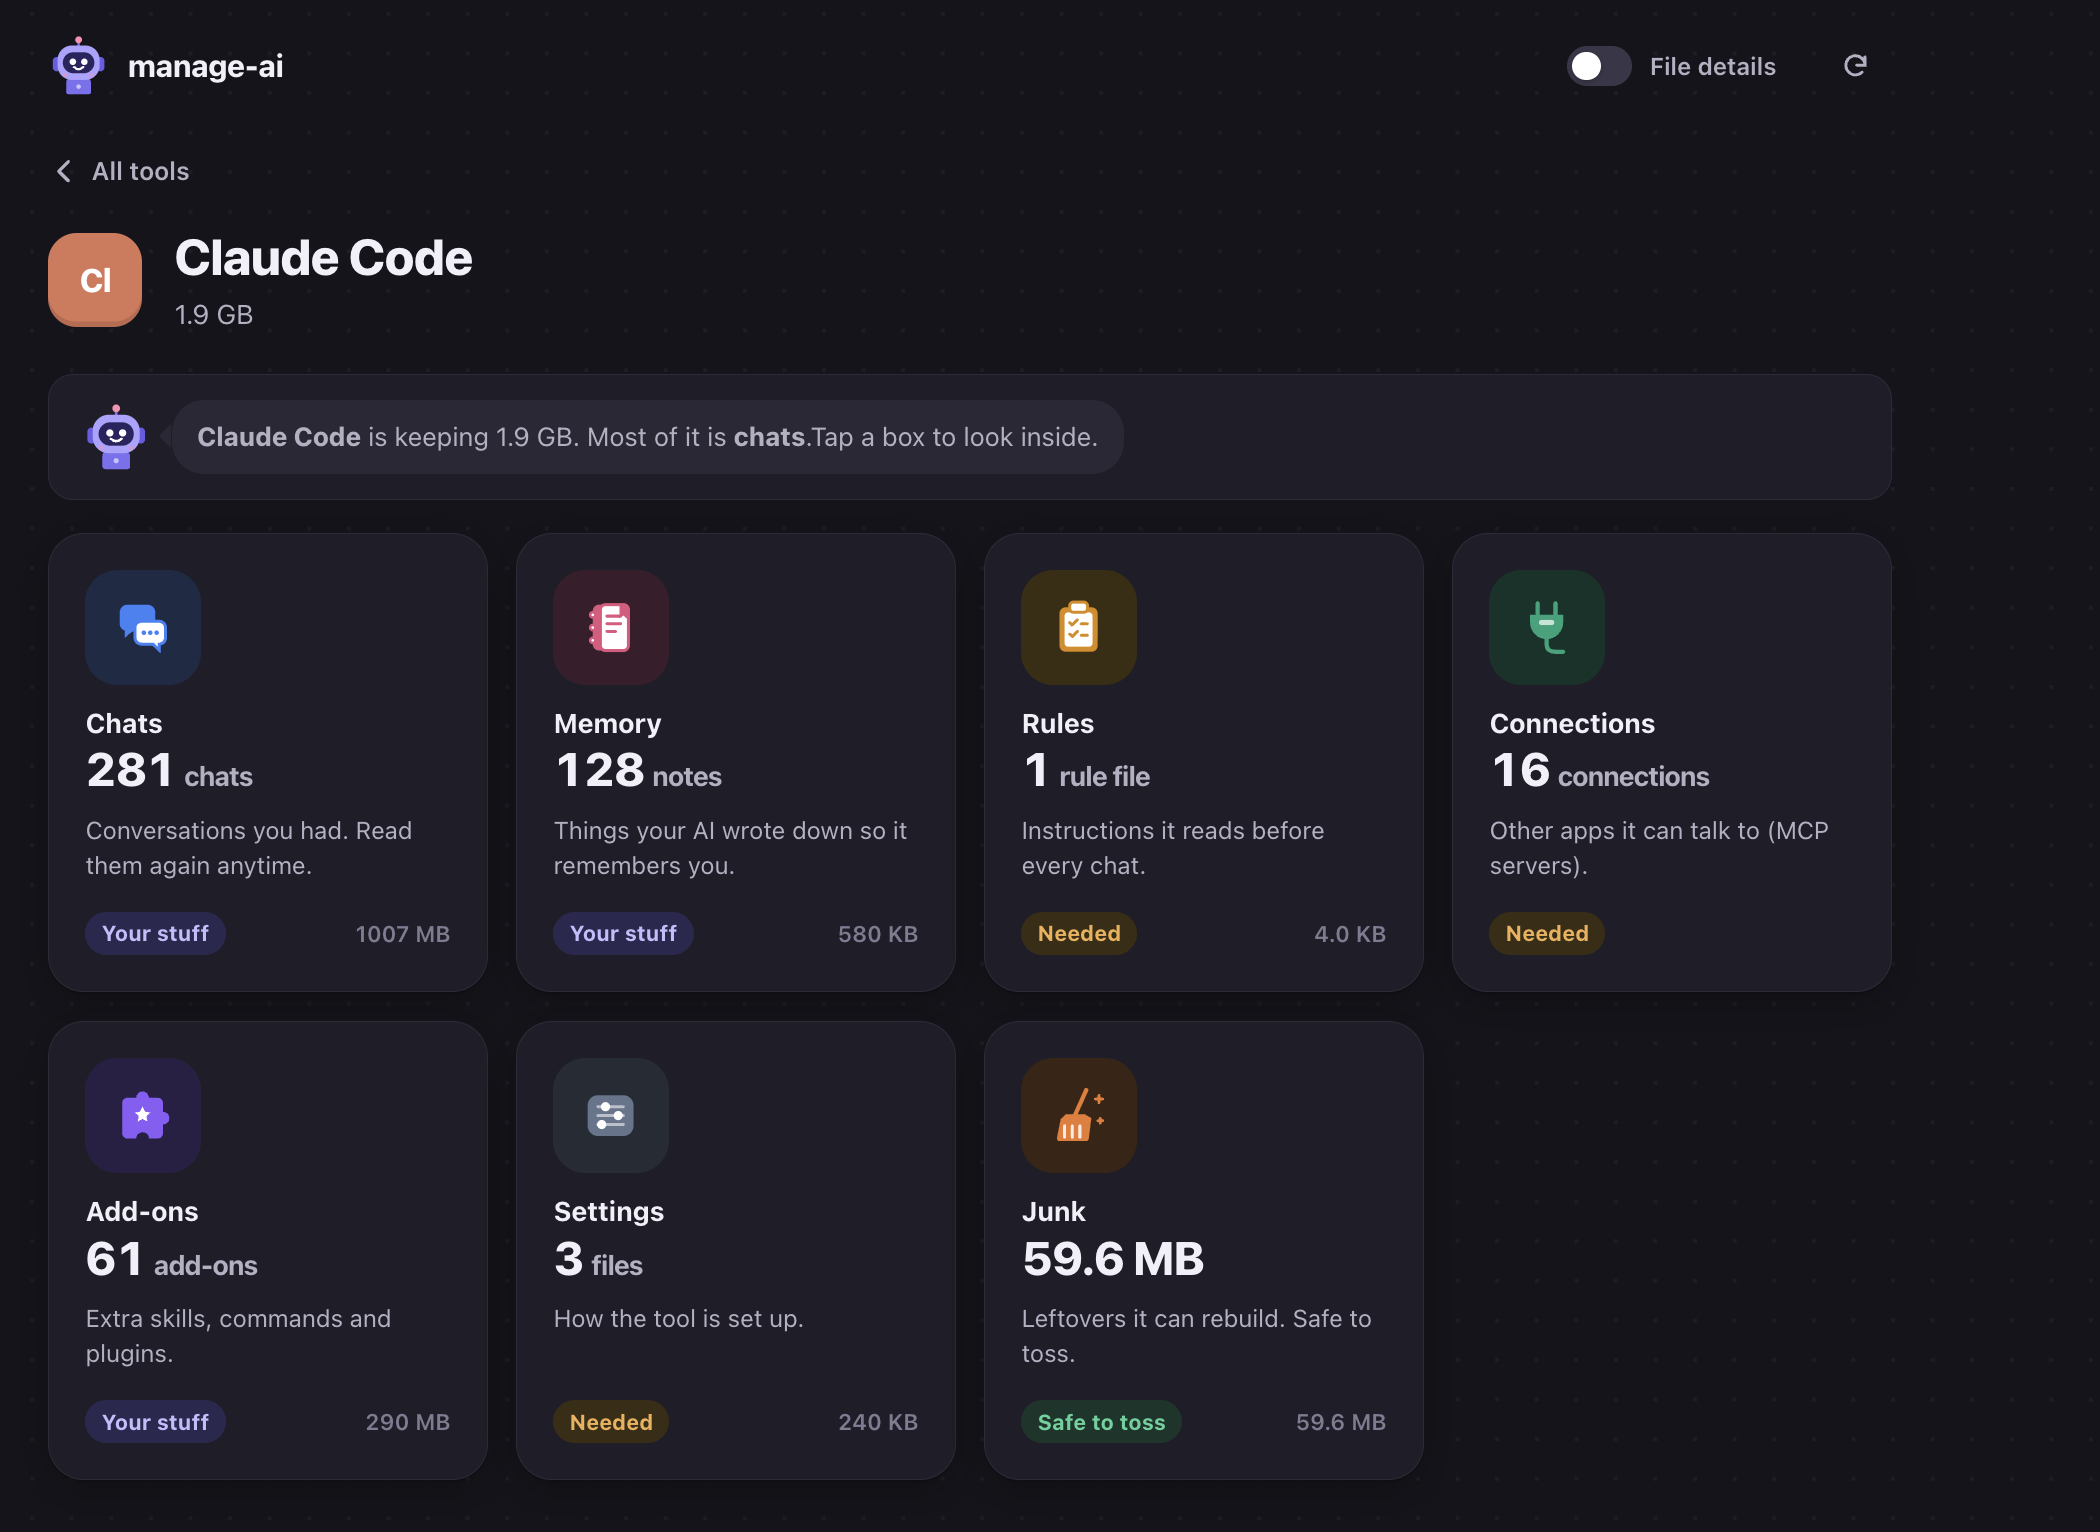 manage-ai
File details
All tools
Cl
Claude Code
1.9 GB
Claude Code is keeping 1.9 GB. Most of it is chats.Tap a box to look inside.
Chats
281 chats
Conversations you had. Read
them again anytime.
Your stuff
1007 MB
Memory
128 notes
Things your AI wrote down so it
remembers you.
Your stuff
580 KB
Rules
1 rule file
Instructions it reads before
every chat.
Needed
4.0 KB
Connections
16 connections
Other apps it can talk to (MCP
servers).
Needed
Add-ons
61 add-ons
Extra skills, commands and
plugins.
Your stuff
290 MB
Settings
3 files
How the tool is set up.
Needed
240 KB
Junk
59.6 MB
Leftovers it can rebuild. Safe to
toss.
Safe to toss
59.6 MB